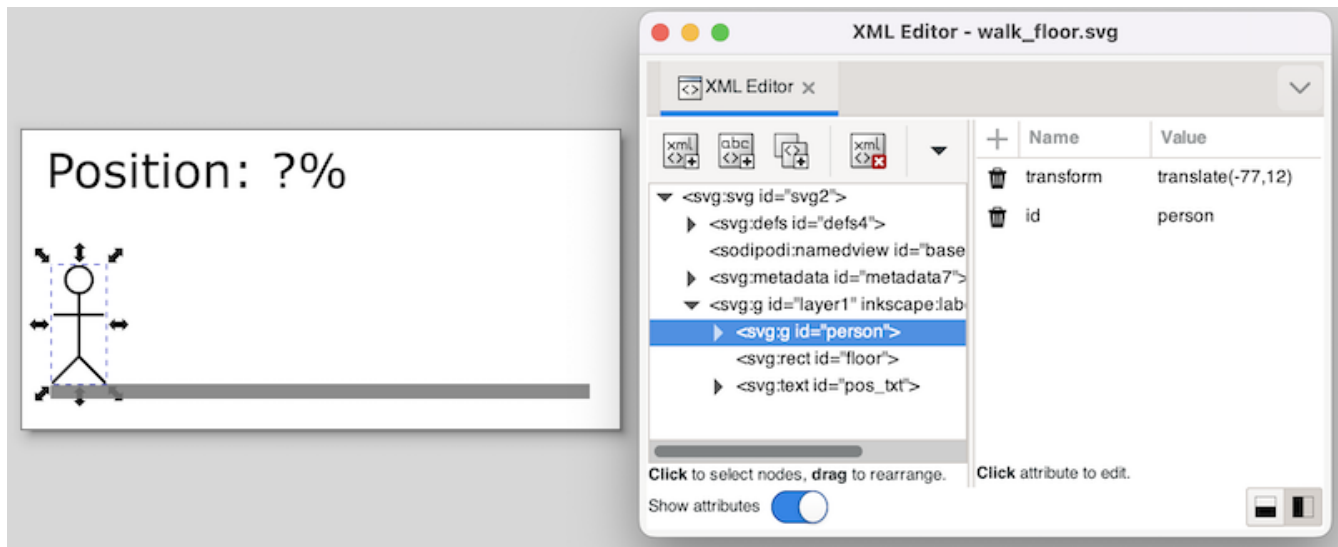 Position: ?%
XML Editor - walk_floor.svg
XML Editor
xml abc xml
Name Value
transform translate(-77,12)
id person
<svg:svg id="svg2">
<svg:defs id="defs4">
<sodipodi:namedview id="base
<svg:metadata id="metadata7">
<svg:g id="layer1" inkscape:lab
<svg:g id="person">
<svg:rect id="floor">
<svg:text id="pos_txt">
Click to select nodes, drag to rearrange.
Click attribute to edit.
Show attributes